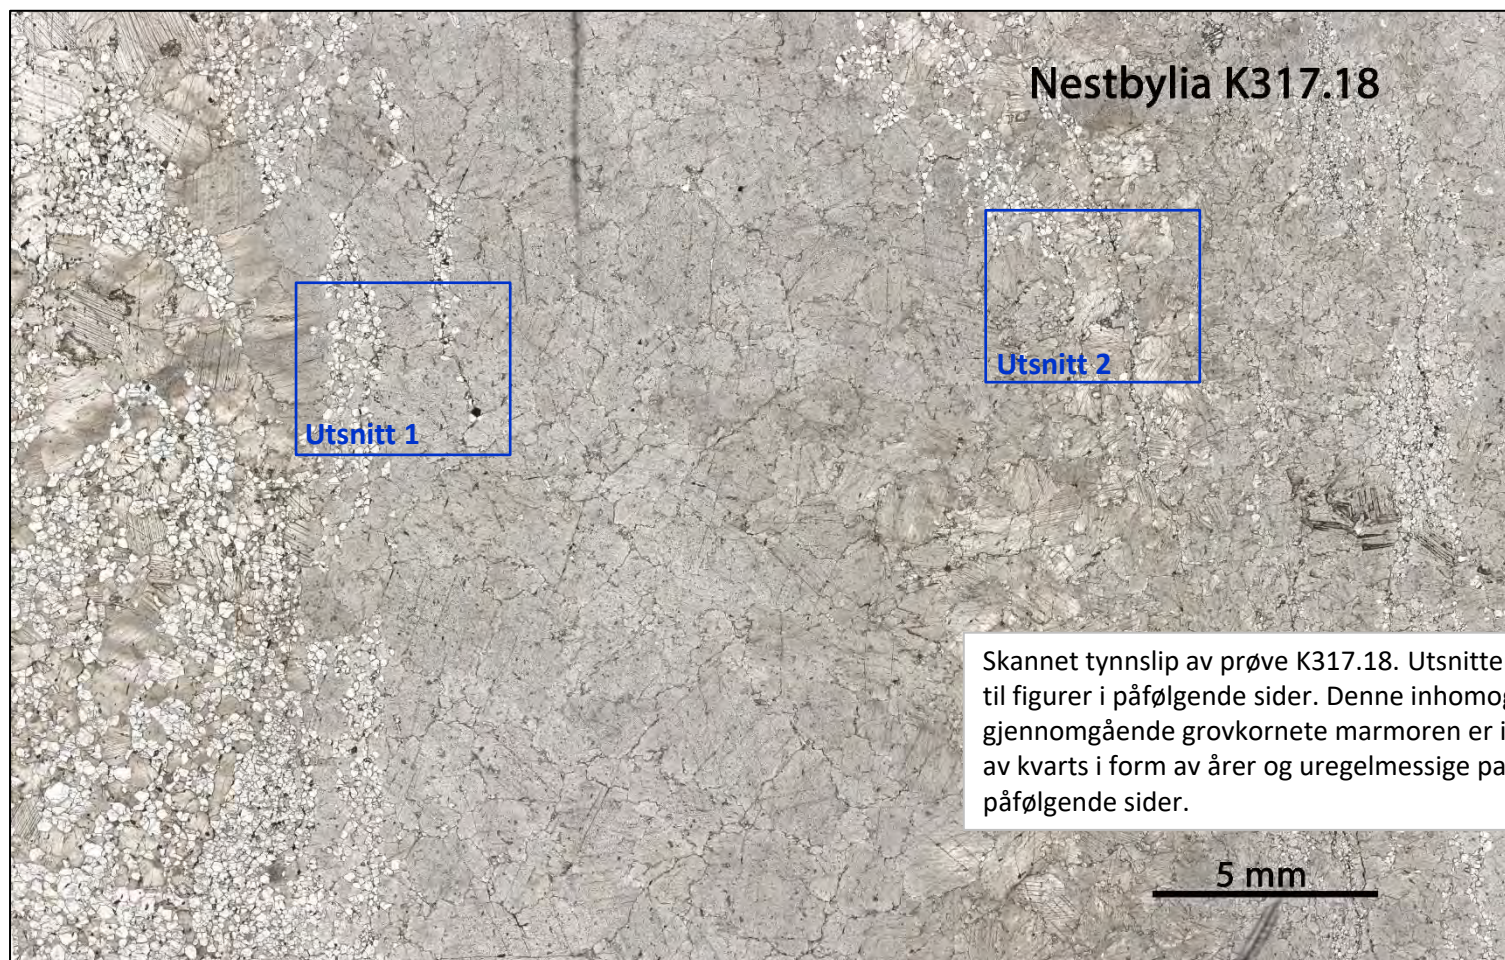 Nestbylia K317.18
Utsnitt 2
Utsnitt 1
Skannet tynnslip av prøve K317.18. Utsnitte
til figurer i påfølgende sider. Denne inhomog
gjennomgående grovkornete marmoren er i
av kvarts i form av årer og uregelmessige pa
påfølgende sider.
5 mm